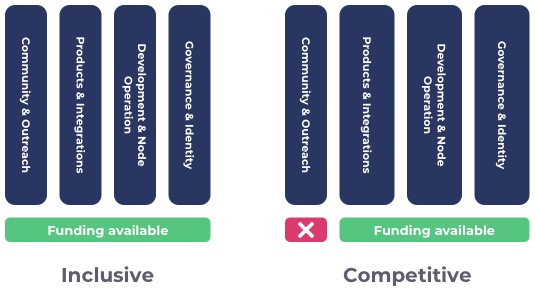 Community & Outreach
Products & Integrations
Development & Node
Operation
Governance & Identity
Funding available
Inclusive
Community & Outreach
Products & Integrations
Development & Node
Operation
Governance & Identity
Funding available
Competitive